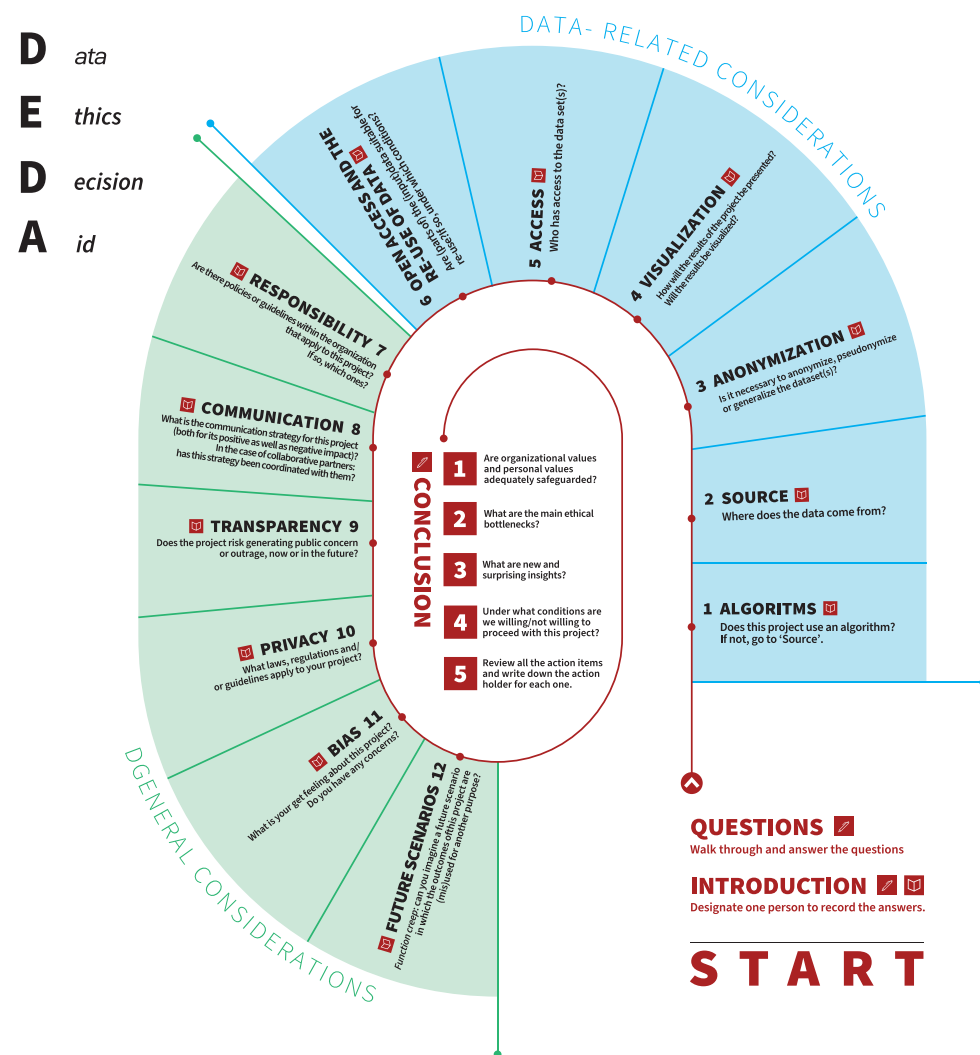 D ata
E thics
D ecision
A id
DATA- RELATED CONSIDERATIONS
START
INTRODUCTION
Designate one person to record the answers.
QUESTIONS
Walk through and answer the questions
1 ALGORITMS
Does this project use an algorithm?
If not, go to ‘Source’.
2 SOURCE
Where does the data come from?
3 ANONYMIZATION
Is it necessary to anonymize, pseudonymize
or generalize the dataset(s)?
4 VISUALIZATION
How will the results of the project be presented?
Will the results be visualized?
5 ACCESS
Who has access to the data set(s)?
6 OPEN ACCESS AND THE
RE-USE OF DATA
Are (parts of) the (input)data suitable for
re-use?If so, under which conditions?
RESPONSIBILITY 7
Are there policies or guidelines within the organization
that apply to this project?
If so, which ones?
COMMUNICATION 8
What is the communication strategy for this project
(both for its positive as well as negative impact)?
In the case of collaborative partners:
has this strategy been coordinated with them?
TRANSPARENCY 9
Does the project risk generating public concern
or outrage, now or in the future?
PRIVACY 10
What laws, regulations and/
or guidelines apply to your project?
BIAS 11
What is your get feeling about this project?
Do you have any concerns?
FUTURE SCENARIOS 12
Function creep: can you imagine a future scenario
in which the outcomes ofthis project are
(mis)used for another purpose?
DGENERAL CONSIDERATIONS
CONCLUSION
1 Are organizational values
and personal values
adequately safeguarded?
2 What are the main ethical
bottlenecks?
3 What are new and
surprising insights?
4 Under what conditions are
we willing/not willing to
proceed with this project?
5 Review all the action items
and write down the action
holder for each one.